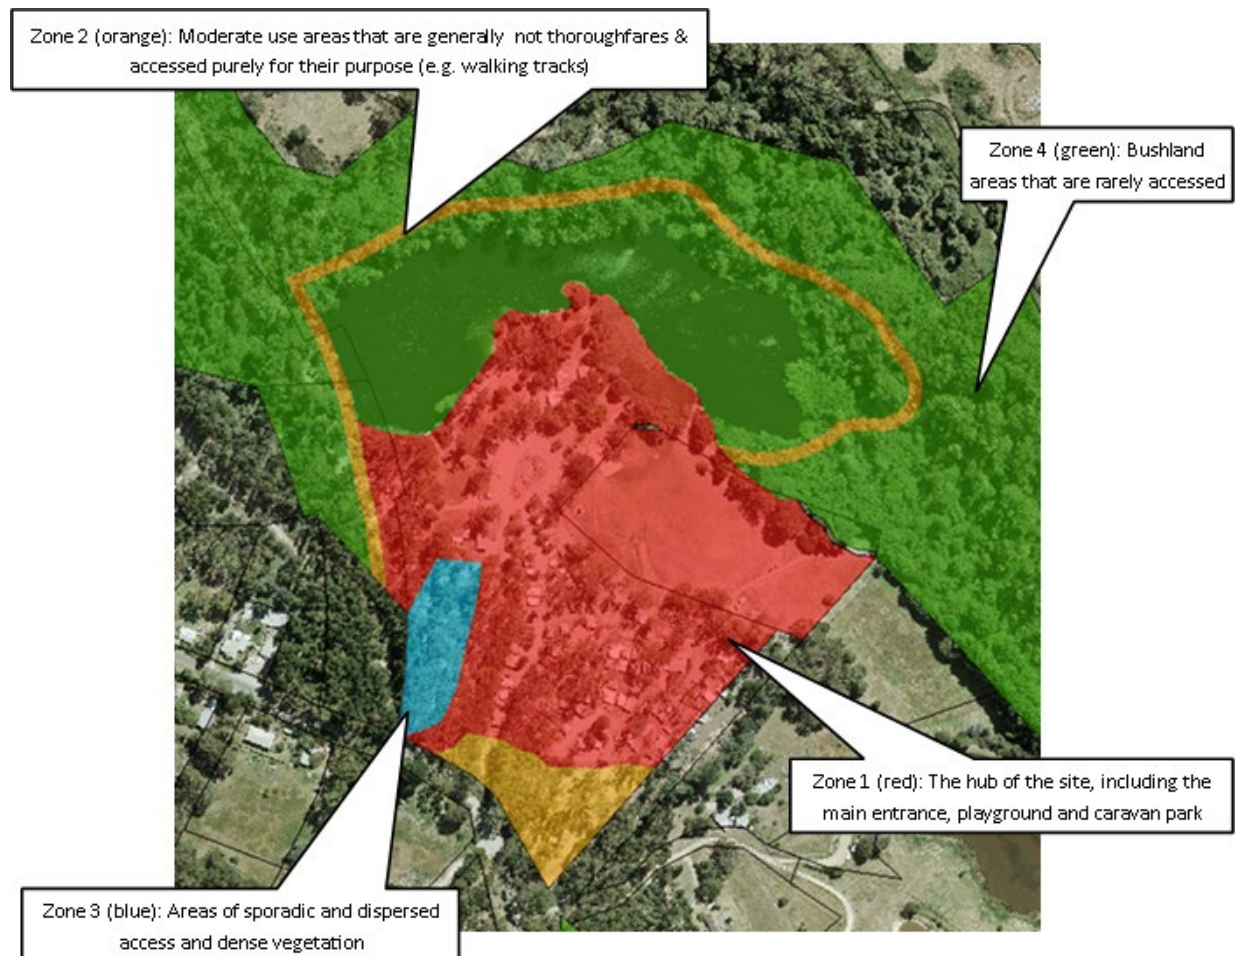 Zone 2 (orange): Moderate use areas that are generally not thoroughfares &
accessed purely for their purpose (e.g. walking tracks)
Zone 4 (green): Bushland
areas that are rarely accessed
Zone 1 (red): The hub of the site, including the
main entrance, playground and caravan park
Zone 3 (blue): Areas of sporadic and dispersed
access and dense vegetation